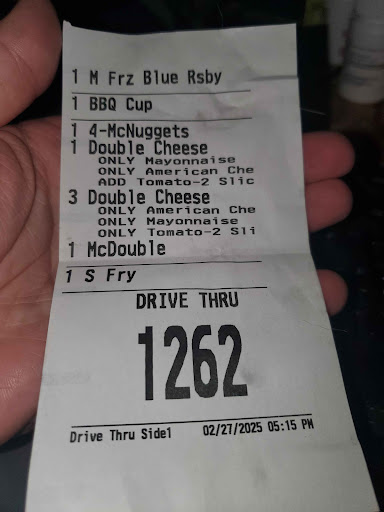 1 M Frz Blue Rsby
1 BBQ Cup
1 4-McNuggets
1 Double Cheese
ONLY Mayonnaise
ONLY American Che
ADD Tomato-2 Slic
3 Double Cheese
ONLY American Che
ONLY Mayonnaise
ONLY Tomato-2 Sli
1 McDouble
1 S Fry
DRIVE THRU
1262
Drive Thru Side1 02/27/2025 05:15 PM